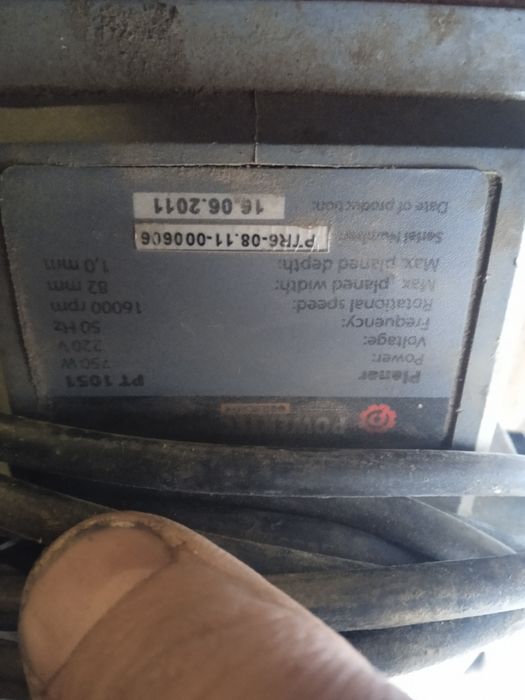 Planer PT 1051
Power: 750 W
Voltage: 220 V
Frequency: 50 Hz
Rotational speed: 16000 rpm
Max. planed width: 82 mm
Max. planed depth: 1,0 mm
Serial Number: PTR6-08.11-000606
Date of production: 16.06.2011